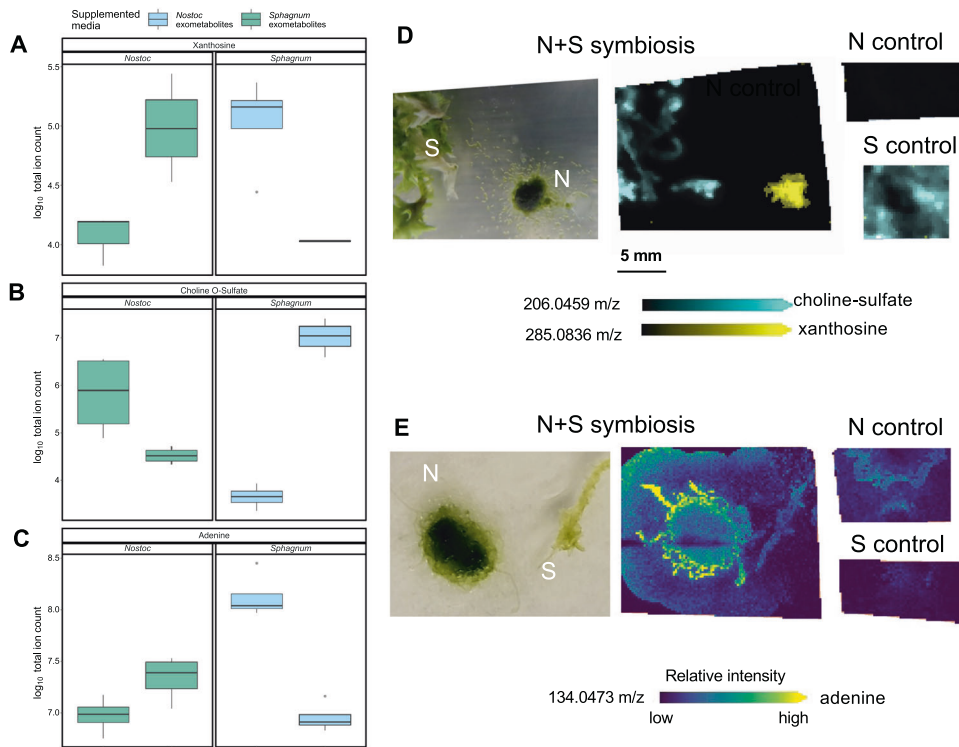 Supplemented
media
Nostoc
exometabolites
Sphagnum
exometabolites
A
Xanthosine
Nostoc
Sphagnum
5.5
5.0
4.5
4.0
log10 total ion count
B
Choline O-Sulfate
Nostoc
Sphagnum
7
6
5
4
log10 total ion count
C
Adenine
Nostoc
Sphagnum
8.5
8.0
7.5
7.0
log10 total ion count
D
N+S symbiosis
S
N
N control
N control
S control
5 mm
206.0459 m/z
choline-sulfate
285.0836 m/z
xanthosine
E
N+S symbiosis
N
S
N control
S control
Relative intensity
134.0473 m/z
adenine
low
high